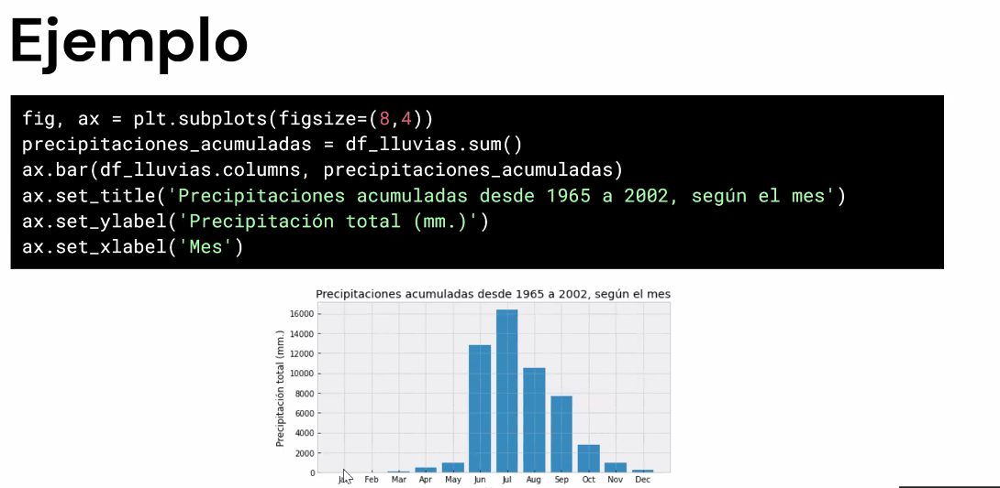 Ejemplo
fig, ax = plt.subplots(figsize=(8,4))
precipitaciones_acumuladas = df_lluvias.sum()
ax.bar(df_lluvias.columns, precipitaciones_acumuladas)
ax.set_title('Precipitaciones acumuladas desde 1965 a 2002, según el mes')
ax.set_ylabel('Precipitación total (mm.)')
ax.set_xlabel('Mes')
Precipitaciones acumuladas desde 1965 a 2002, según el mes
Precipitación total (mm.)
16000
14000
12000
10000
8000
6000
4000
2000
0
Feb Mar Apr May Jun Jul Aug Sep Oct Nov Dec